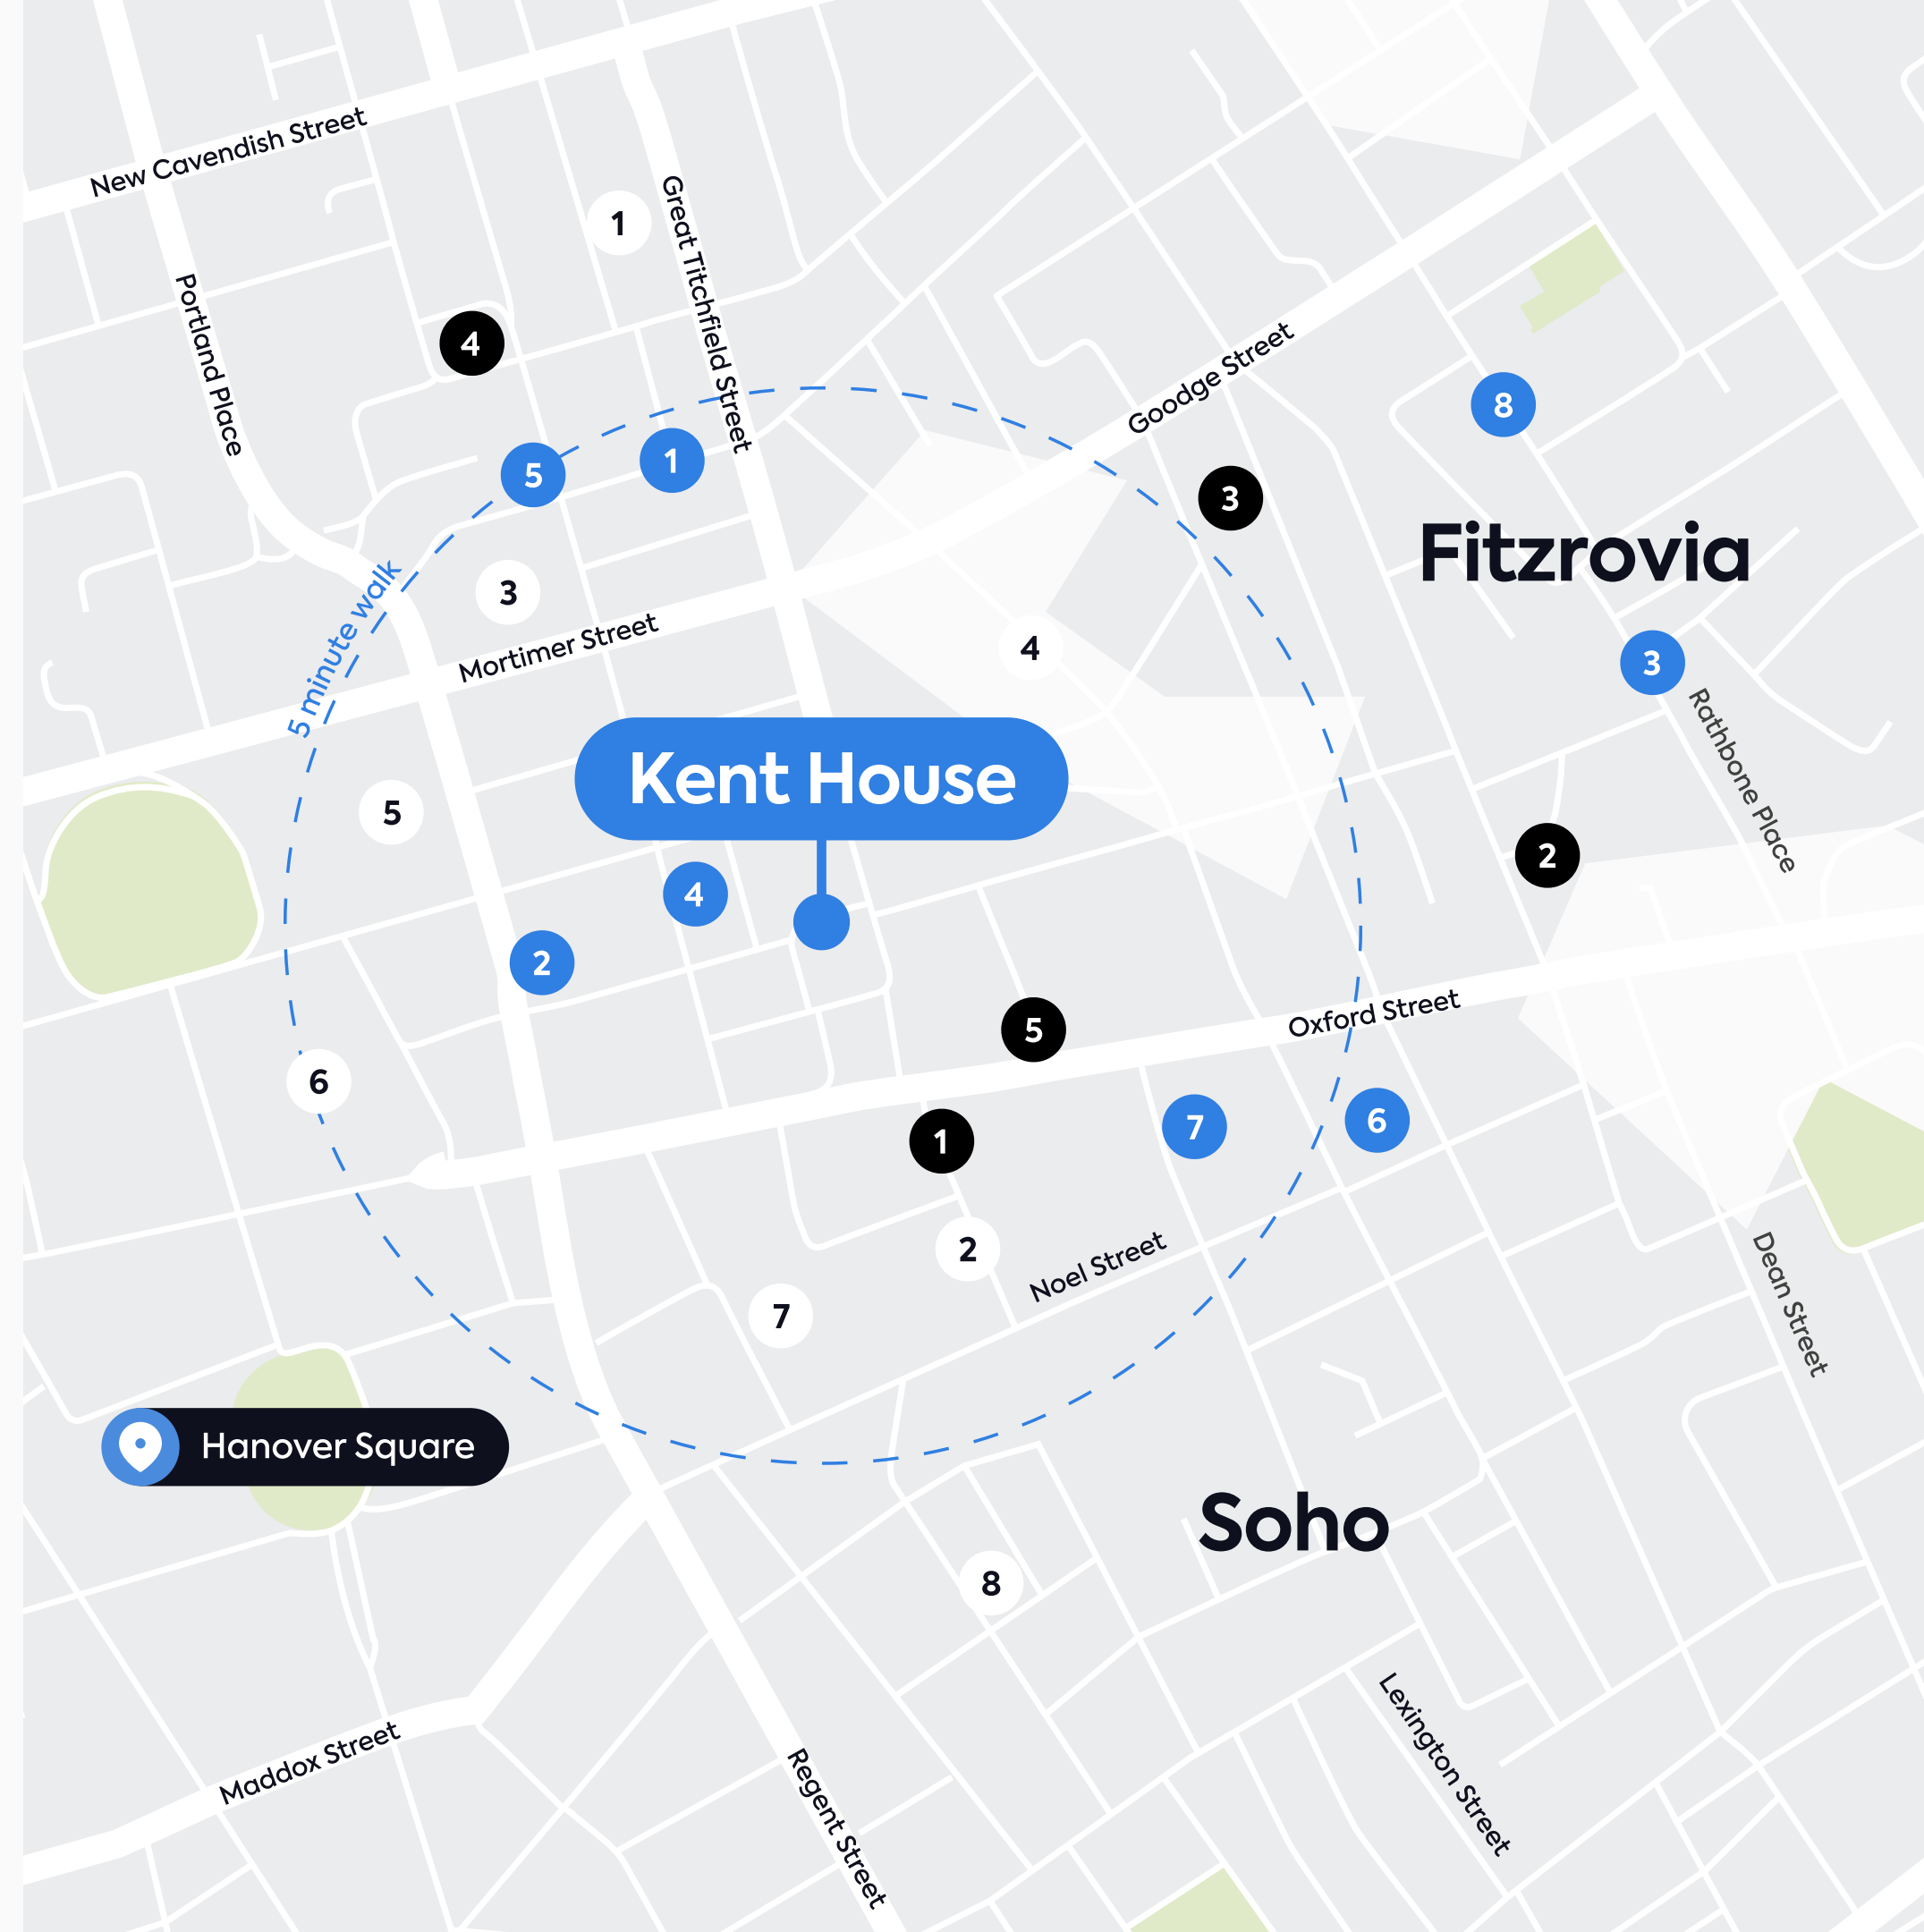 New Cavendish Street
1
Great Titchfield Street
Portland Place
4
Goodge Street
8
1
5
3
Fitzrovia
5 minute walk
3
Mortimer Street
4
3
Rathbone Place
Kent House
5
2
4
2
Oxford Street
5
6
7
6
1
2
Noel Street
Dean Street
7
Hanover Square
Soho
8
Lexington Street
Maddox Street
Regent Street